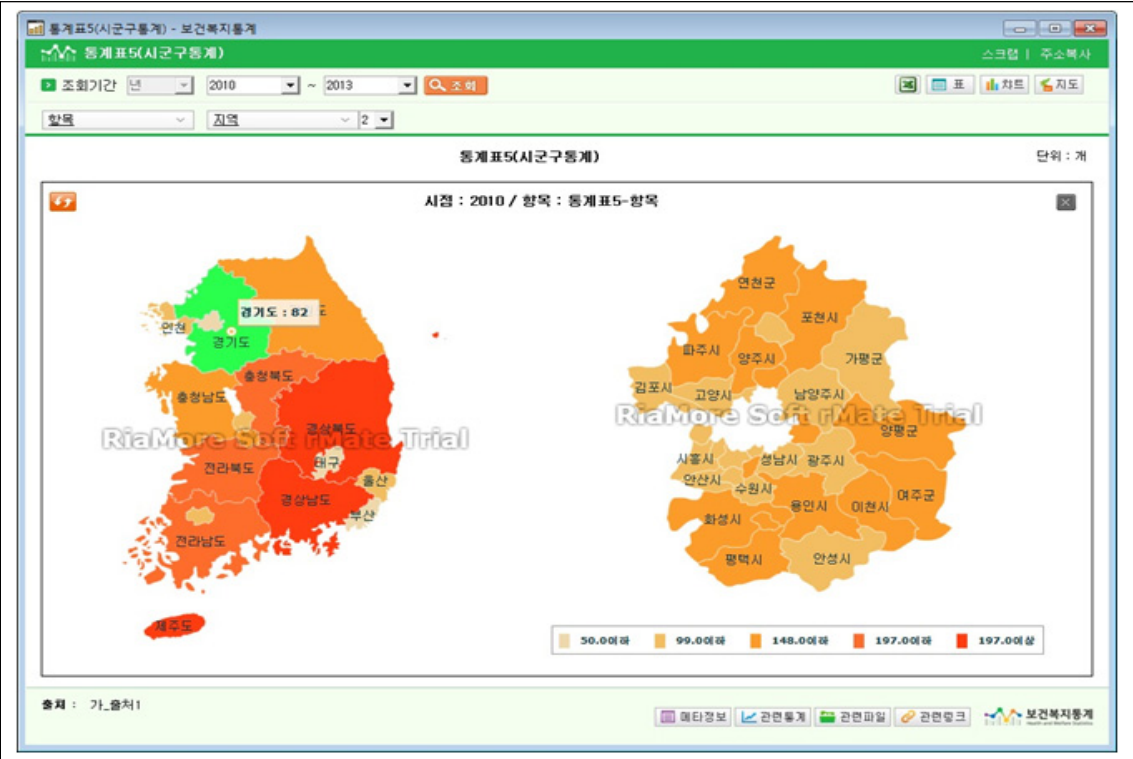 통계표5(시군구통계) - 보건복지통계
통계표5(시군구통계)
스크랩 | 주소복사
조회기간 년 2010 ~ 2013 조회
표 차트 지도
항목 지역 2
통계표5(시군구통계)
단위 : 개
시점 : 2010 / 항목 : 통계표5-항목
경기도 : 82
도
인천
경기도
충청북도
충청남도
경상북도
대구
전라북도
울산
경상남도
부산
전라남도
제주도
RiaMore Soft rMate Trial
연천군
포천시
파주시
양주시
가평군
김포시
고양시
남양주시
RiaMore Soft rMate Trial
양평군
시흥시
성남시
광주시
안산시
수원시
여주군
용인시
이천시
화성시
평택시
안성시
50.0이하 99.0이하 148.0이하 197.0이하 197.0이상
출처 : 가_출처1
메타정보 관련통계 관련파일 관련링크 보건복지통계
Health and Welfare Statistics